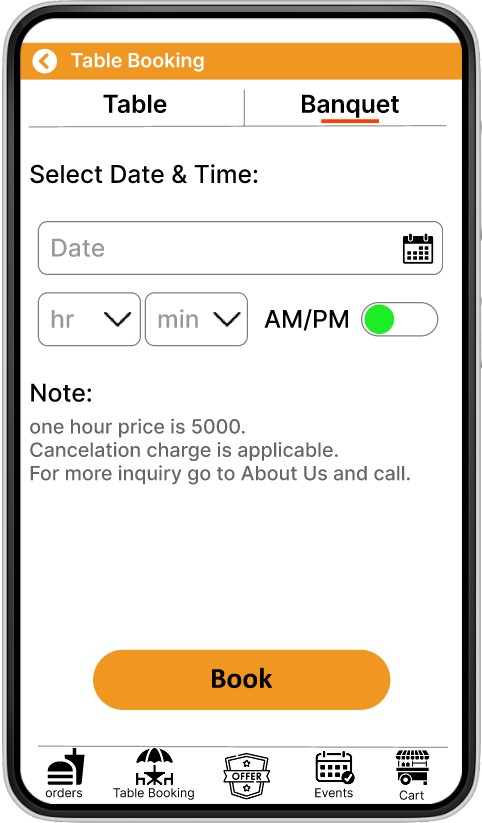 Table Booking
Table Banquet
Select Date & Time:
Date
hr min AM/PM
Note:
one hour price is 5000.
Cancelation charge is applicable.
For more inquiry go to About Us and call.
Book
OFFER
orders Table Booking Events Cart